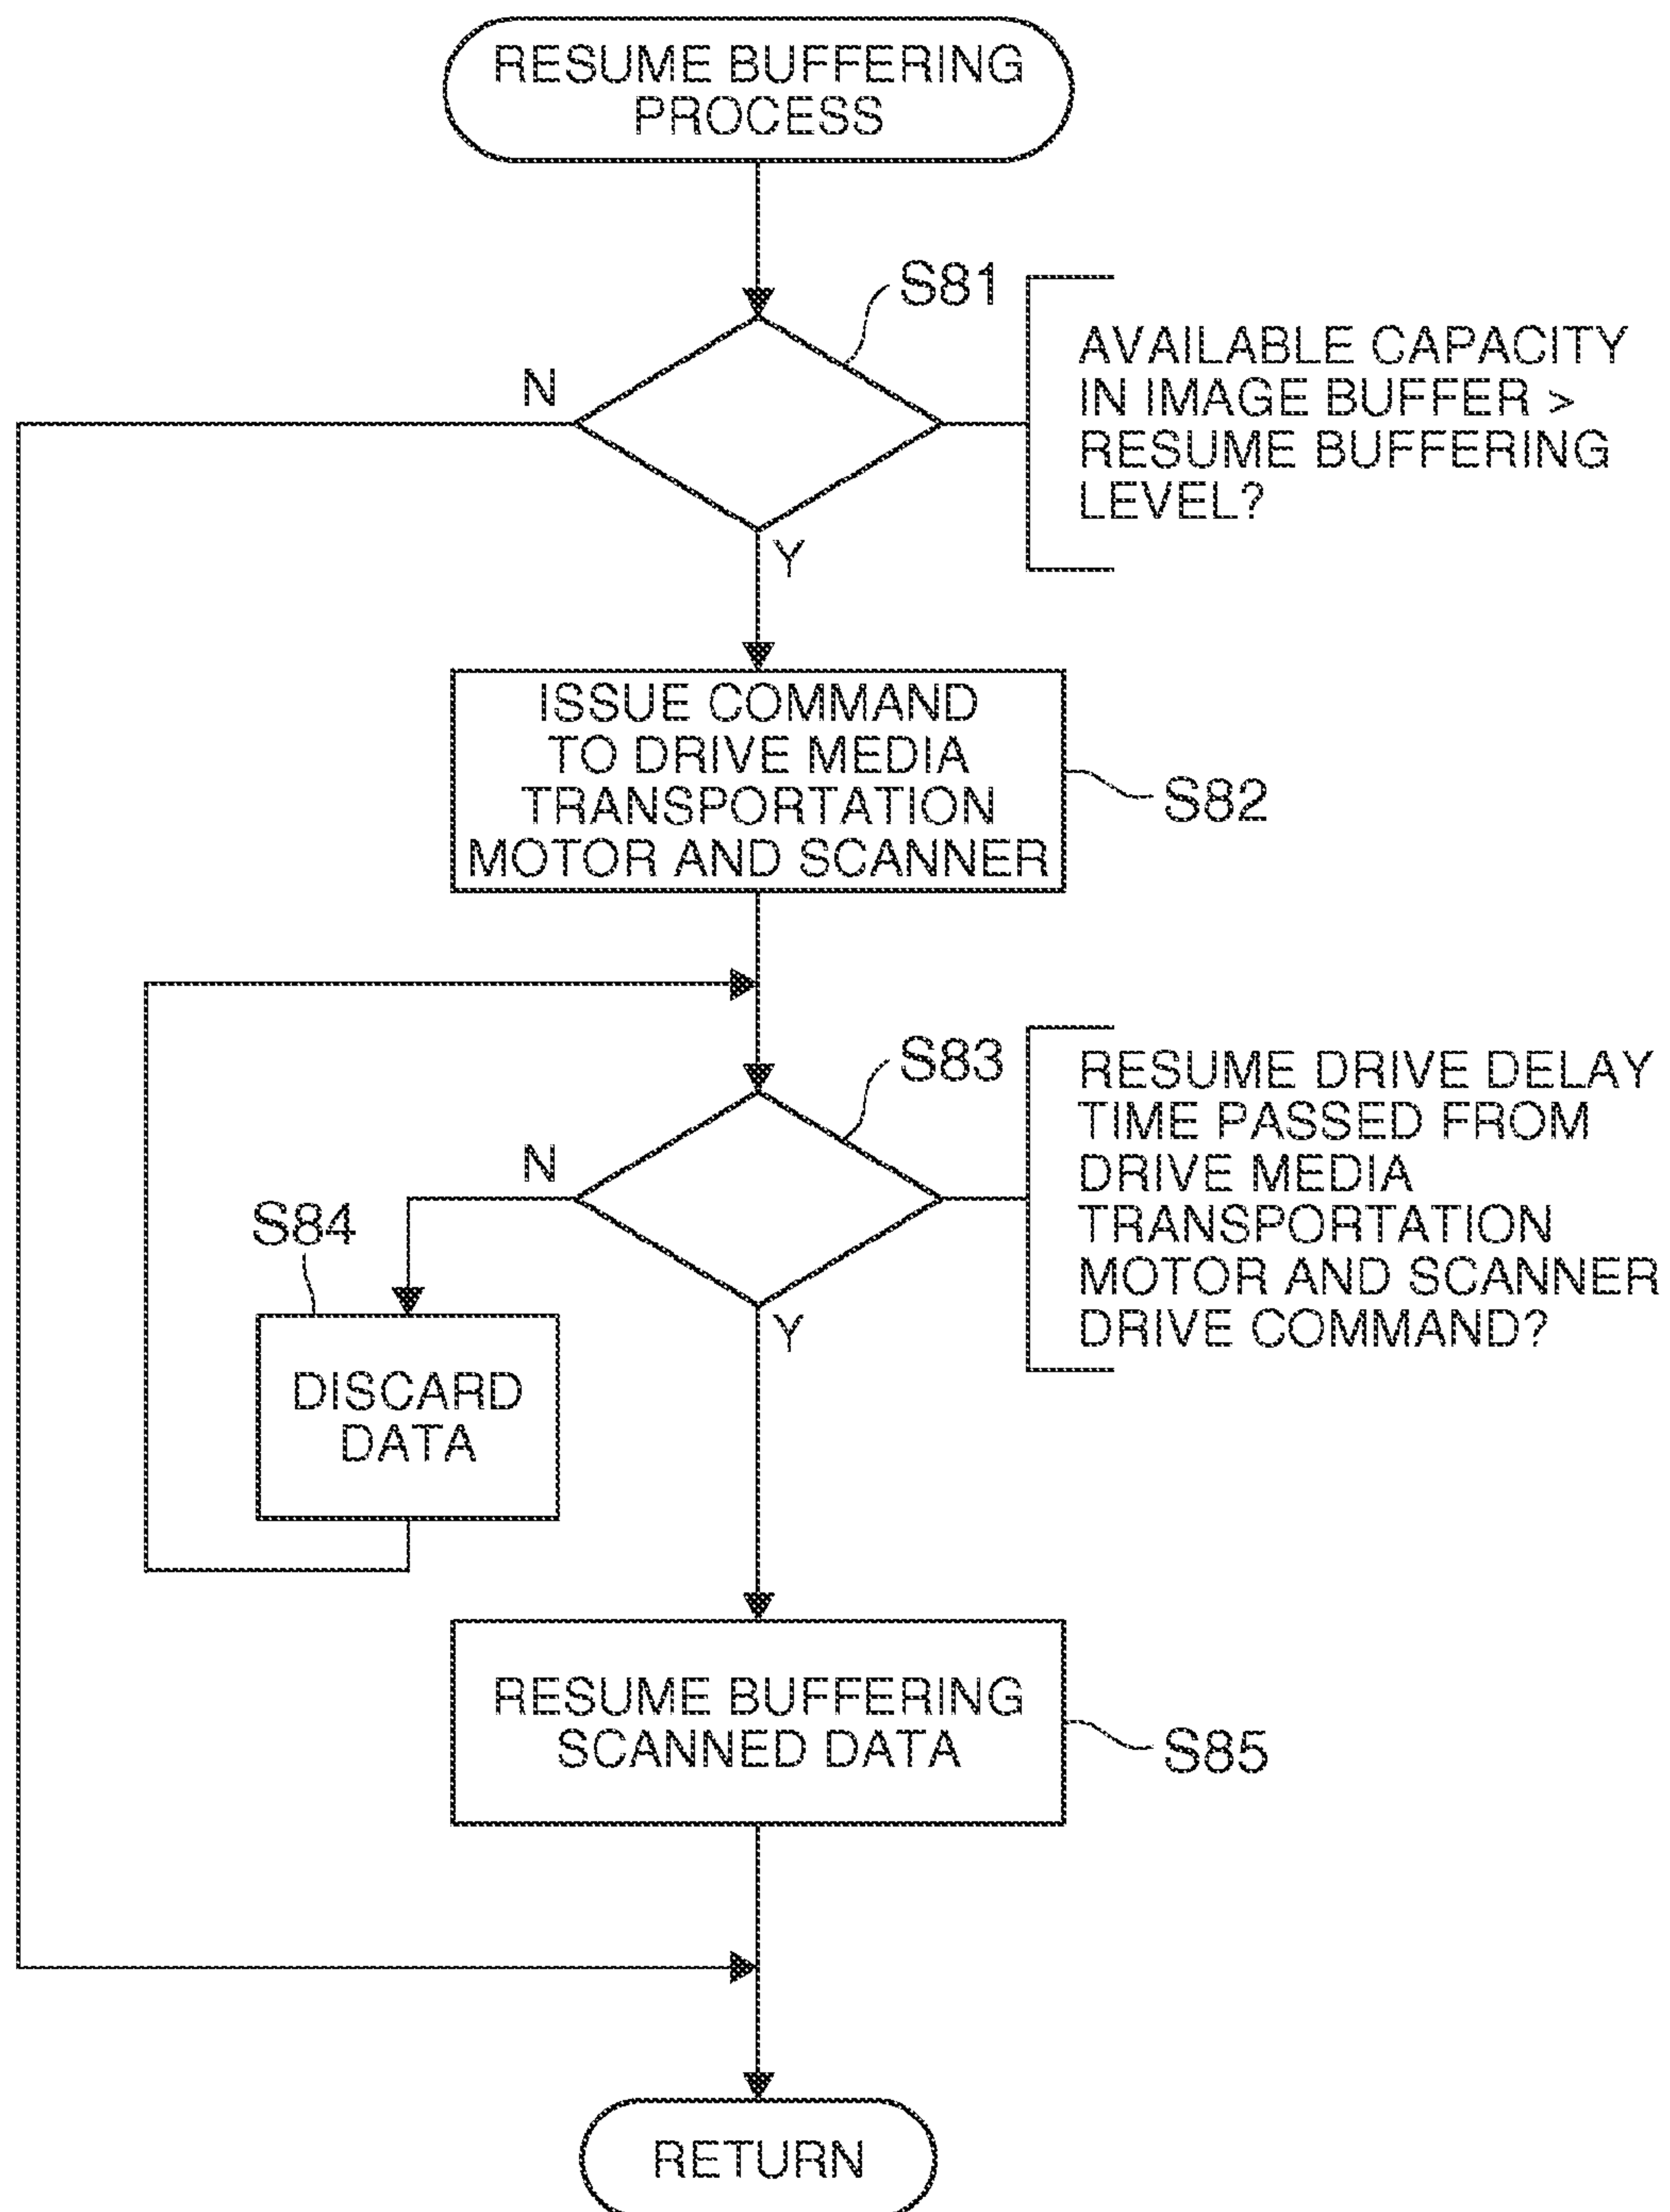 RESUME BUFFERING
PROCESS
S81
N
AVAILABLE CAPACITY
IN IMAGE BUFFER >
RESUME BUFFERING
LEVEL?
Y
ISSUE COMMAND
TO DRIVE MEDIA
TRANSPORTATION
MOTOR AND SCANNER
S82
S83
N
RESUME DRIVE DELAY
TIME PASSED FROM
DRIVE MEDIA
TRANSPORTATION
MOTOR AND SCANNER
DRIVE COMMAND?
S84
Y
DISCARD
DATA
RESUME BUFFERING
SCANNED DATA
S85
RETURN